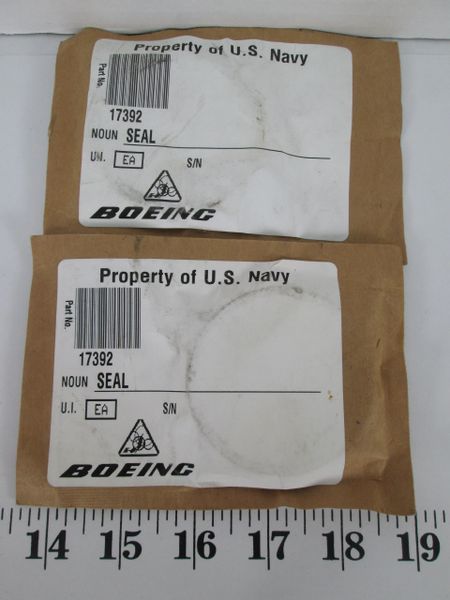 Property of U.S. Navy
Part No.
17392
NOUN SEAL
U.I. EA S/N
BOEING
Property of U.S. Navy
Part No.
17392
NOUN SEAL
U.I. EA S/N
BOEING
14 15 16 17 18 19